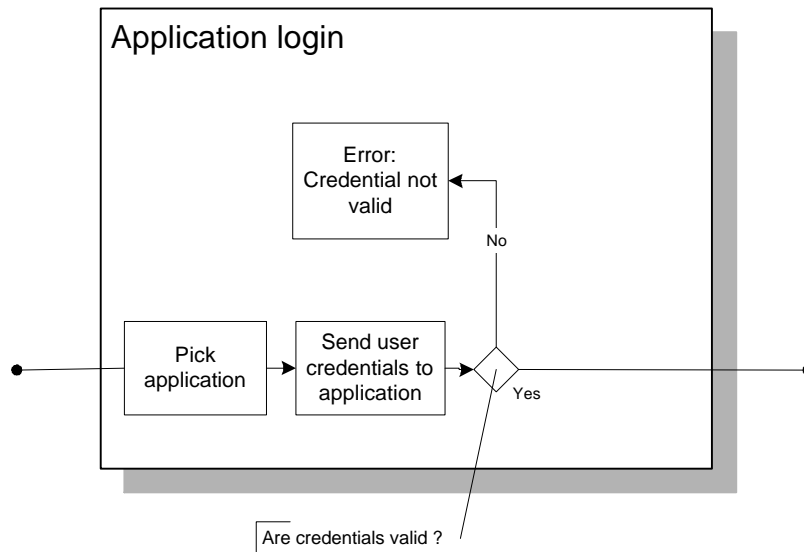 Application login
Error:
Credential not
valid
No
Pick
application
Send user
credentials to
application
Yes
Are credentials valid ?